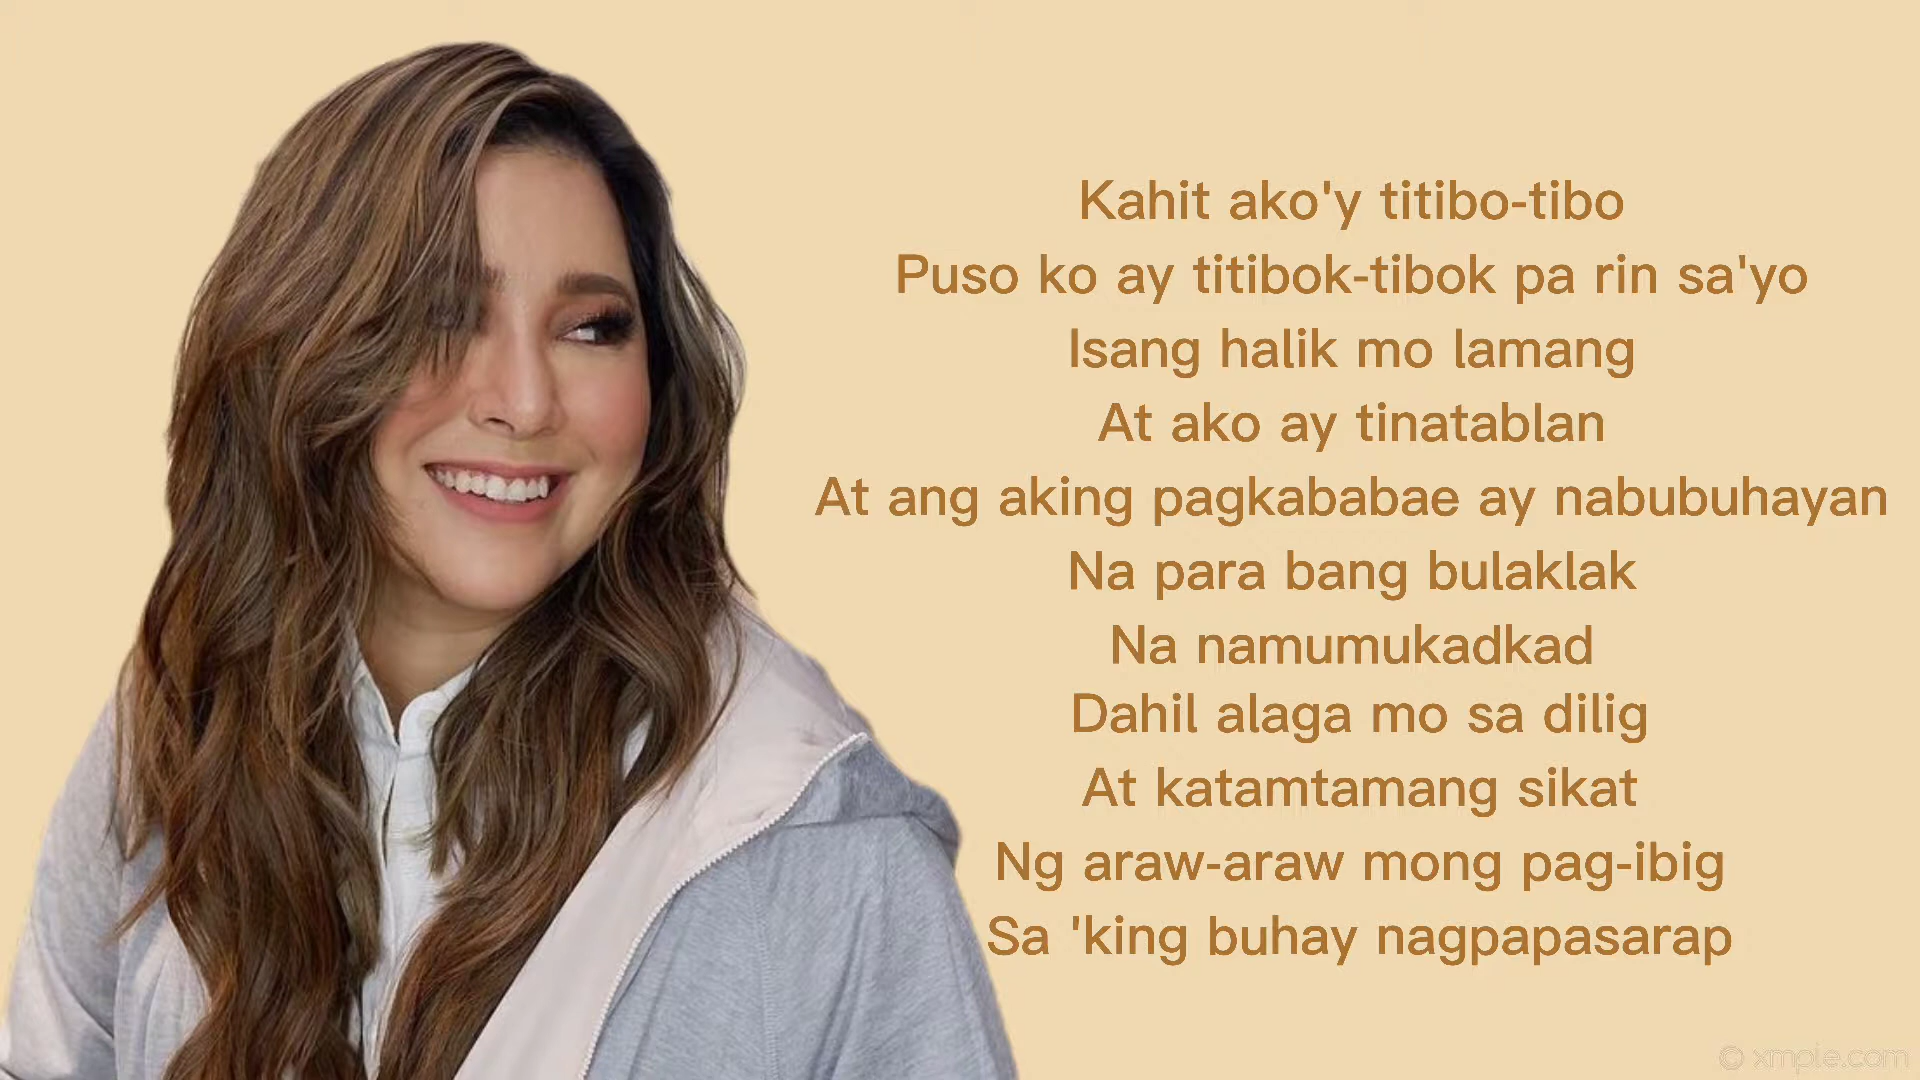 Kahit ako'y titibo-tibo
Puso ko ay titibok-tibok pa rin sa'yo
Isang halik mo lamang
At ako ay tinatablan
At ang aking pagkababae ay nabubuhayan
Na para bang bulaklak
Na namumukadkad
Dahil alaga mo sa dilig
At katamtamang sikat
Ng araw-araw mong pag-ibig
Sa 'king buhay nagpapasarap
© xmple.com